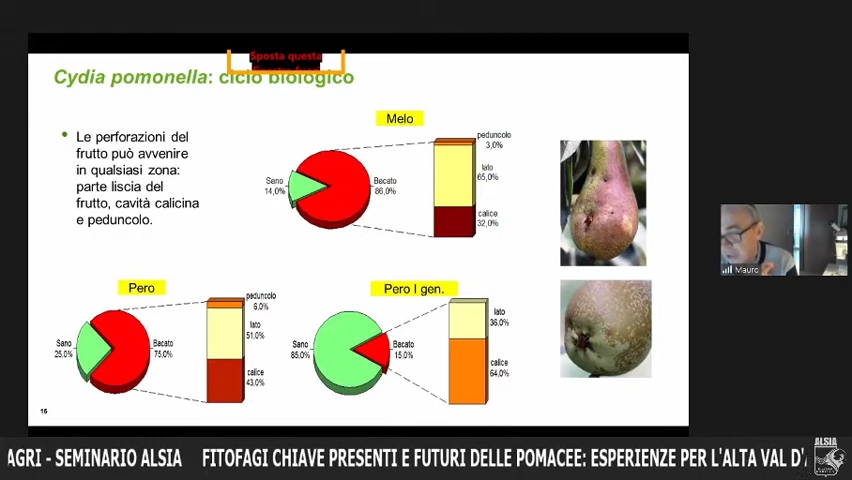 Sposta questa
Cydia pomonella: ciclo biologico
Melo
• Le perforazioni del
frutto può avvenire
in qualsiasi zona:
parte liscia del
frutto, cavità calicina
e peduncolo.
Sano
14,0%
Bacato
86,0%
peduncolo
3,0%
lato
65,0%
calice
32,0%
Mauro
Pero
Sano
25,0%
Bacato
75,0%
peduncolo
6,0%
lato
51,0%
calice
43,0%
Pero I gen.
Sano
85,0%
Bacato
15,0%
lato
36,0%
calice
64,0%
16
AGRI - SEMINARIO ALSIA FITOFAGI CHIAVE PRESENTI E FUTURI DELLE POMACEE: ESPERIENZE PER L'ALTA VAL D'
ALSIA